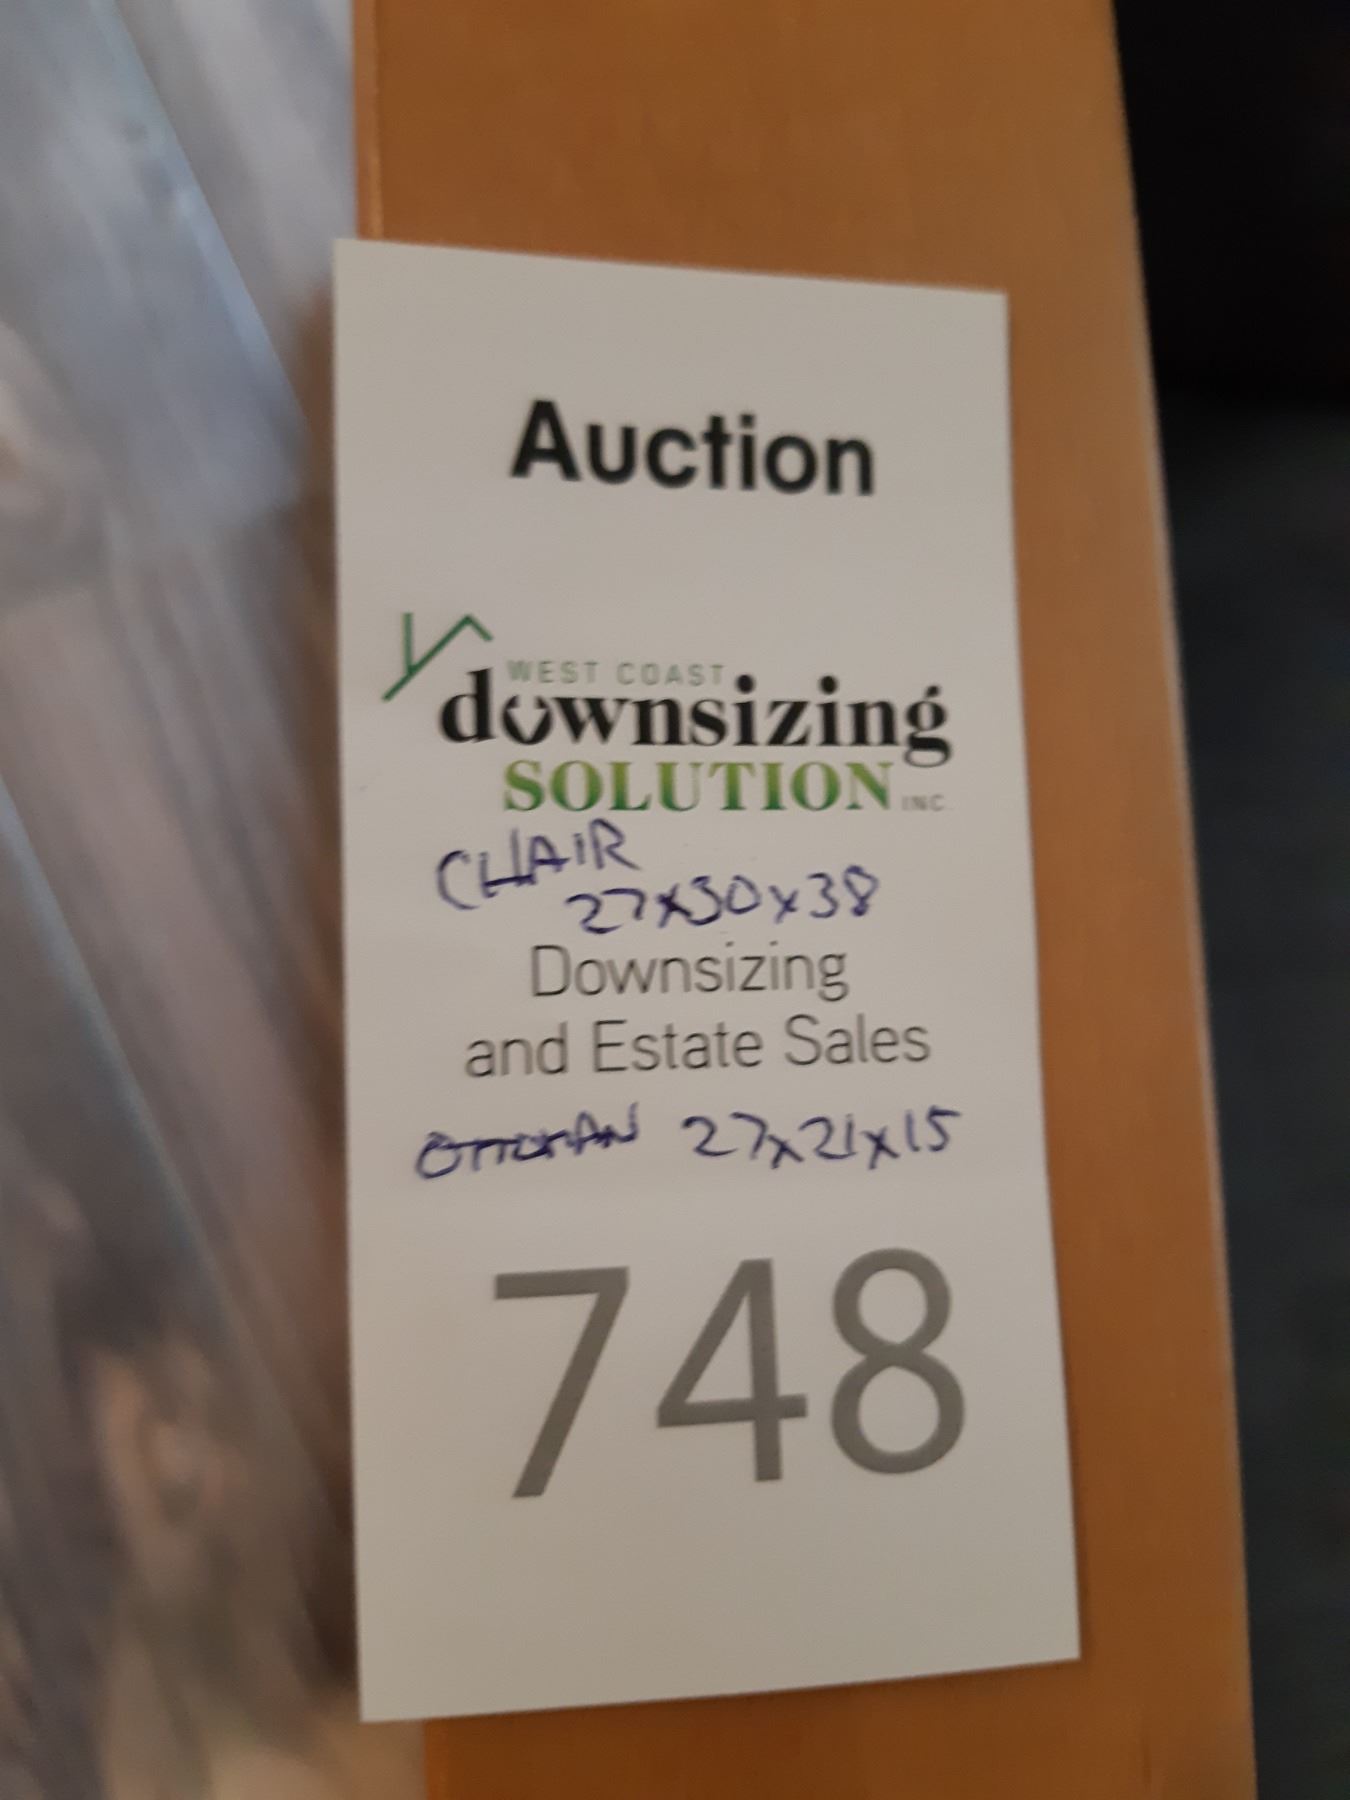 Auction
WEST COAST
downsizing
SOLUTION INC.
CHAIR
27x30x38
Downsizing
and Estate Sales
OTTOMAN 27x21x15
748